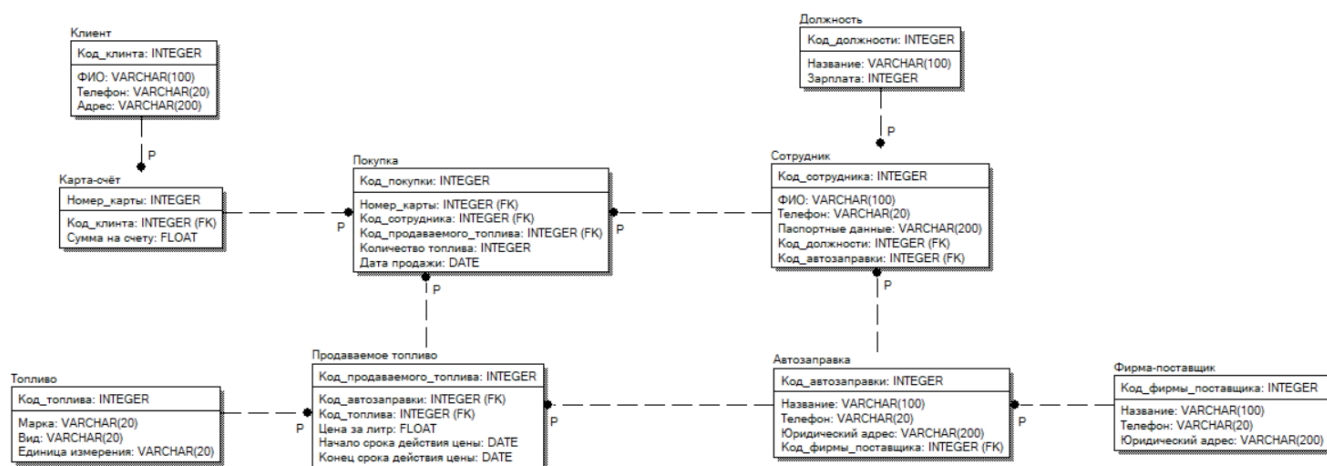 Клиент
Код_клинта: INTEGER
ФИО: VARCHAR(100)
Телефон: VARCHAR(20)
Адрес: VARCHAR(200)
P
Должность
Код_должности: INTEGER
Название: VARCHAR(100)
Зарплата: INTEGER
P
Карта-счёт
Номер_карты: INTEGER
Код_клинта: INTEGER (FK)
Сумма на счету: FLOAT
P
Покупка
Код_покупки: INTEGER
Номер_карты: INTEGER (FK)
Код_сотрудника: INTEGER (FK)
Код_продаваемого_топлива: INTEGER (FK)
Количество топлива: INTEGER
Дата продажи: DATE
P
P
Сотрудник
Код_сотрудника: INTEGER
ФИО: VARCHAR(100)
Телефон: VARCHAR(20)
Паспортные данные: VARCHAR(200)
Код_должности: INTEGER (FK)
Код_автозаправки: INTEGER (FK)
P
Топливо
Код_топлива: INTEGER
Марка: VARCHAR(20)
Вид: VARCHAR(20)
Единица измерения: VARCHAR(20)
P
Продаваемое топливо
Код_продаваемого_топлива: INTEGER
Код_автозаправки: INTEGER (FK)
Код_топлива: INTEGER (FK)
Цена за литр: FLOAT
Начало срока действия цены: DATE
Конец срока действия цены: DATE
P
Автозаправка
Код_автозаправки: INTEGER
Название: VARCHAR(100)
Телефон: VARCHAR(20)
Юридический адрес: VARCHAR(200)
Код_фирмы_поставщика: INTEGER (FK)
P
Фирма-поставщик
Код_фирмы_поставщика: INTEGER
Название: VARCHAR(100)
Телефон: VARCHAR(20)
Юридический адрес: VARCHAR(200)